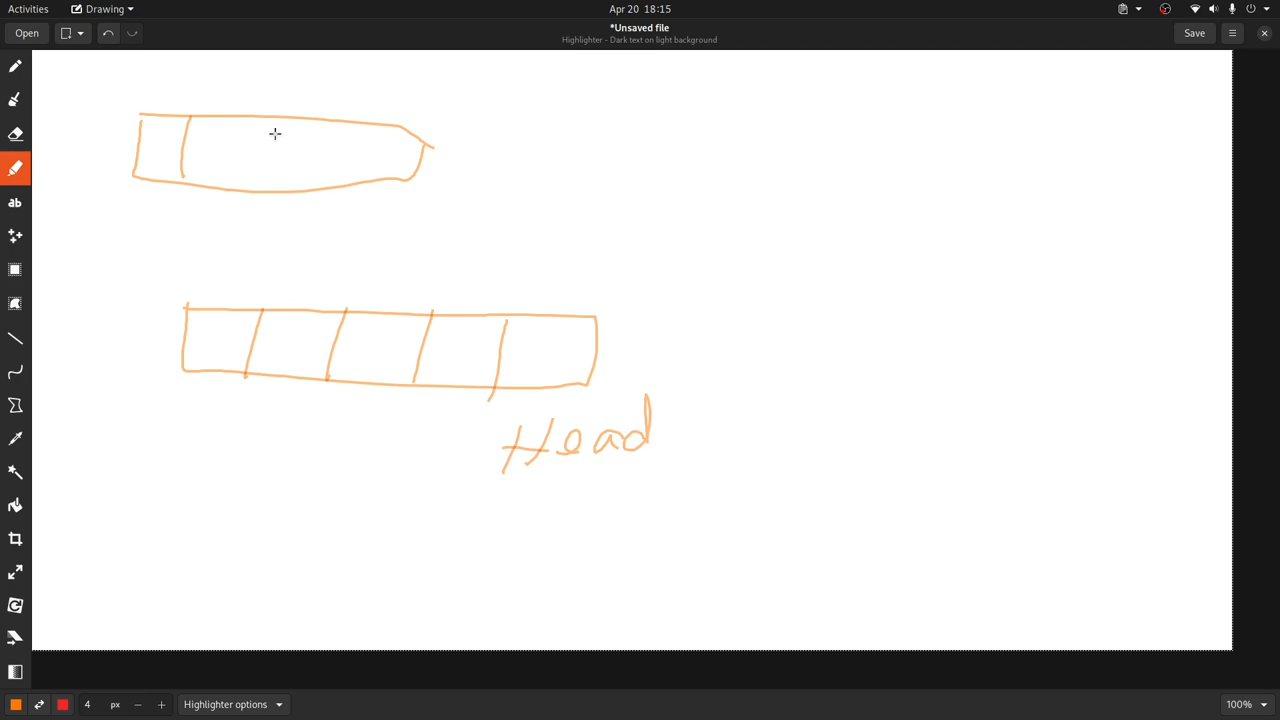 Activities
Drawing
Apr 20 18:15
Open
*Unsaved file
Highlighter - Dark text on light background
Save
ab
Head
4 px
Highlighter options
100%